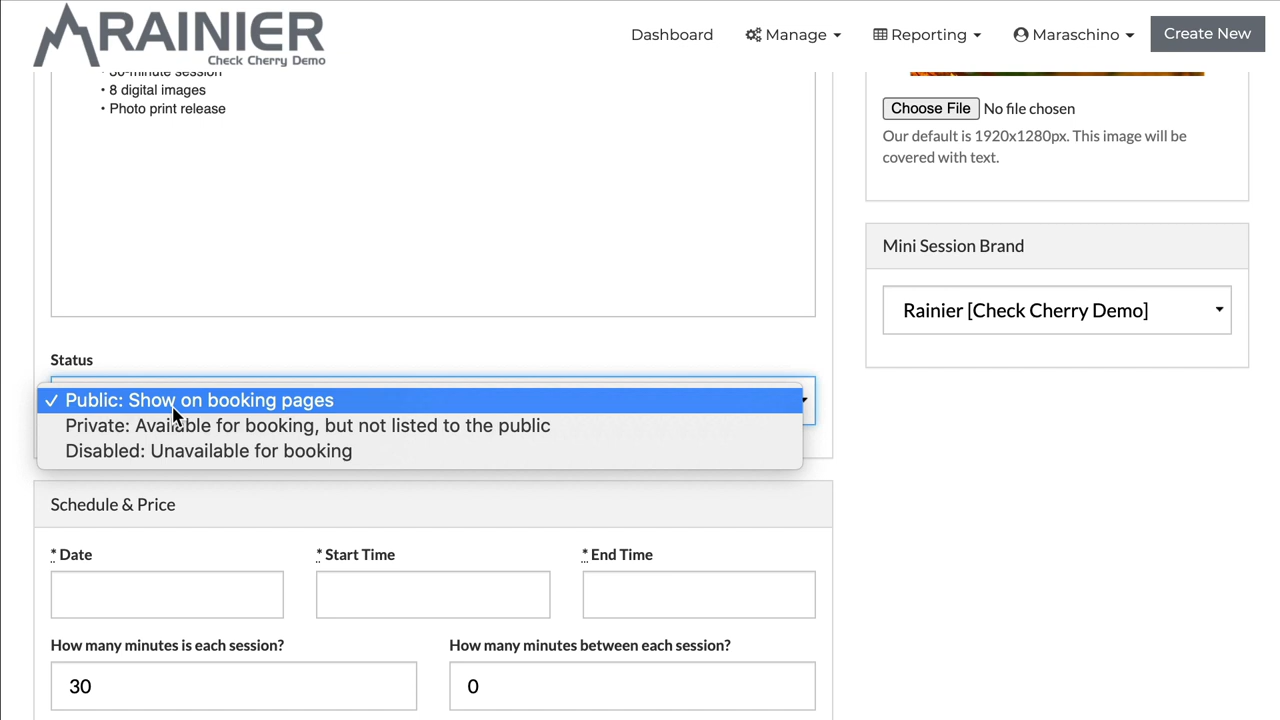 RAINIER
Check Cherry Demo
Dashboard
Manage
Reporting
Maraschino
Create New
• 30-minute session
• 8 digital images
• Photo print release
Choose File No file chosen
Our default is 1920x1280px. This image will be
covered with text.
Mini Session Brand
Rainier [Check Cherry Demo]
Status
✓ Public: Show on booking pages
Private: Available for booking, but not listed to the public
Disabled: Unavailable for booking
Schedule & Price
* Date
* Start Time
* End Time
How many minutes is each session?
How many minutes between each session?
30
0